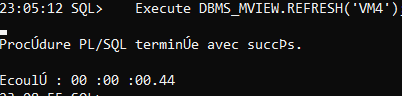 23:05:12 SQL>    Execute DBMS_MVIEW.REFRESH('VM4')
ProcÚdure PL/SQL terminÚe avec succÞs.
EcoulÚ : 00 :00 :00.44